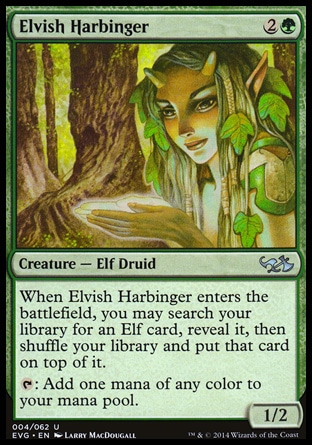 Elvish Harbinger 2
Creature — Elf Druid
When Elvish Harbinger enters the
battlefield, you may search your
library for an Elf card, reveal it, then
shuffle your library and put that card
on top of it.
: Add one mana of any color to
your mana pool.
1/2
004/062 U
EVG • EN Larry MacDougall ™ & © 2014 Wizards of the Coast